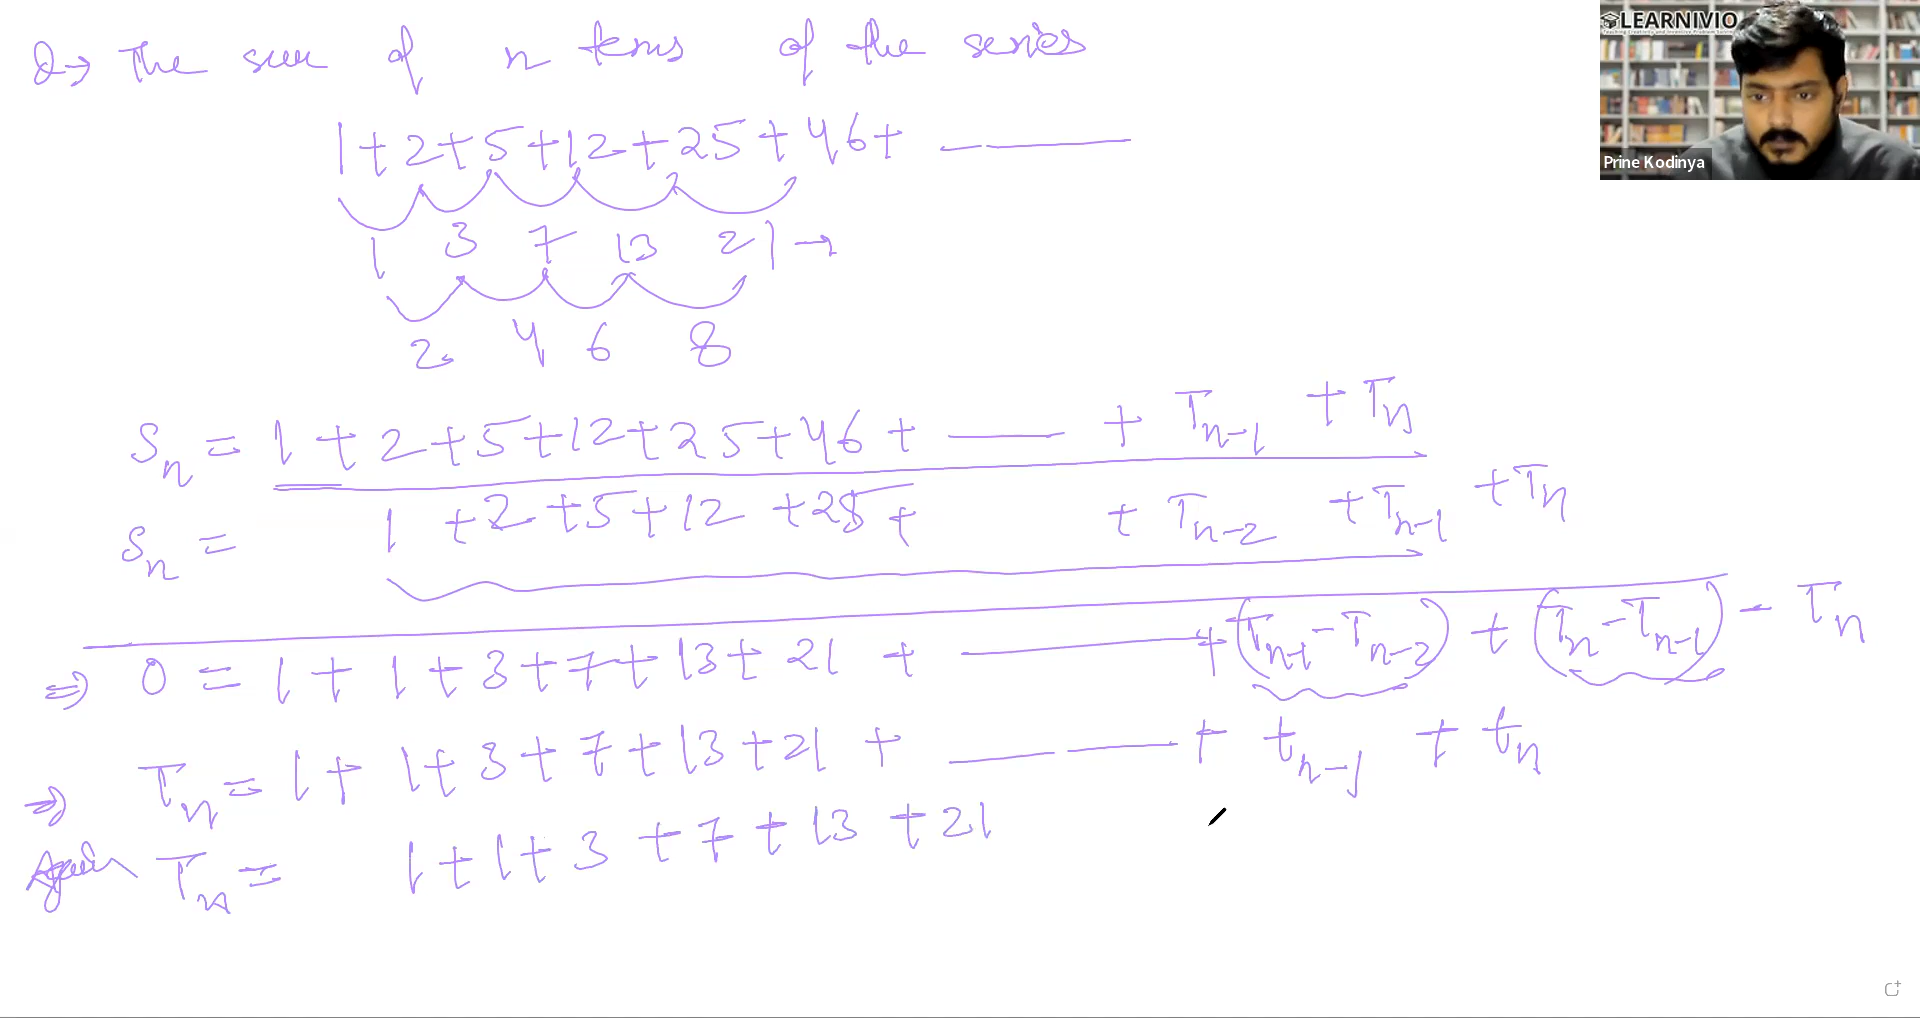 Q→ The sum of n terms of the series
LEARNIVIO
Prine Kodinya
1+2+5+12+25+46+ ———
1 3 7 13 21 →
2 4 6 8
Sn = 1+2+5+12+25+46+ —— + Tn-1 + Tn
Sn = 1+2+5+12+25+ + Tn-2 + Tn-1 + Tn
⇒ 0 = 1+1+3+7+13+21+ ——— +(Tn-1 - Tn-2) + (Tn - Tn-1) - Tn
⇒ Tn = 1+1+3+7+13+21+ —— —— + tn-1 + tn
Again Tn = 1+1+3+7+13+21